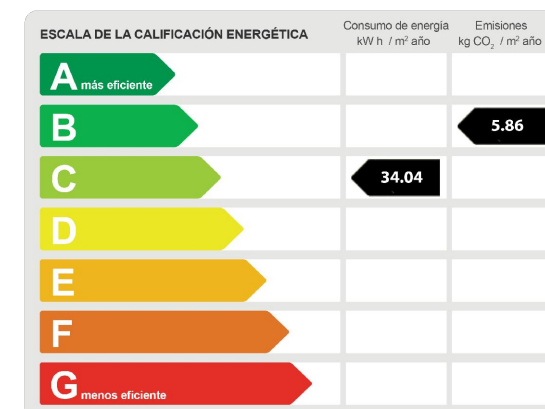 ESCALA DE LA CALIFICACIÓN ENERGÉTICA
Consumo de energía
kW h / m² año
Emisiones
kg CO₂ / m² año
A más eficiente
B
5.86
C
34.04
D
E
F
G menos eficiente